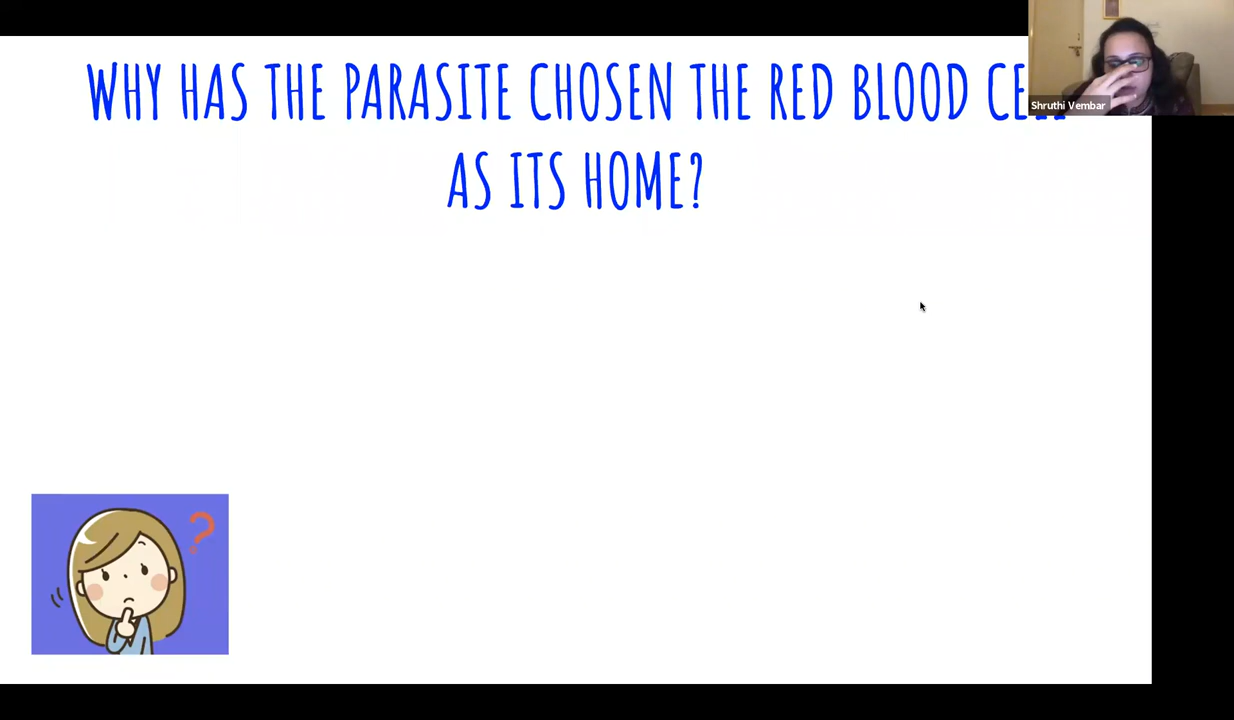 WHY HAS THE PARASITE CHOSEN THE RED BLOOD
AS ITS HOME?
Shruthi Vembar
?